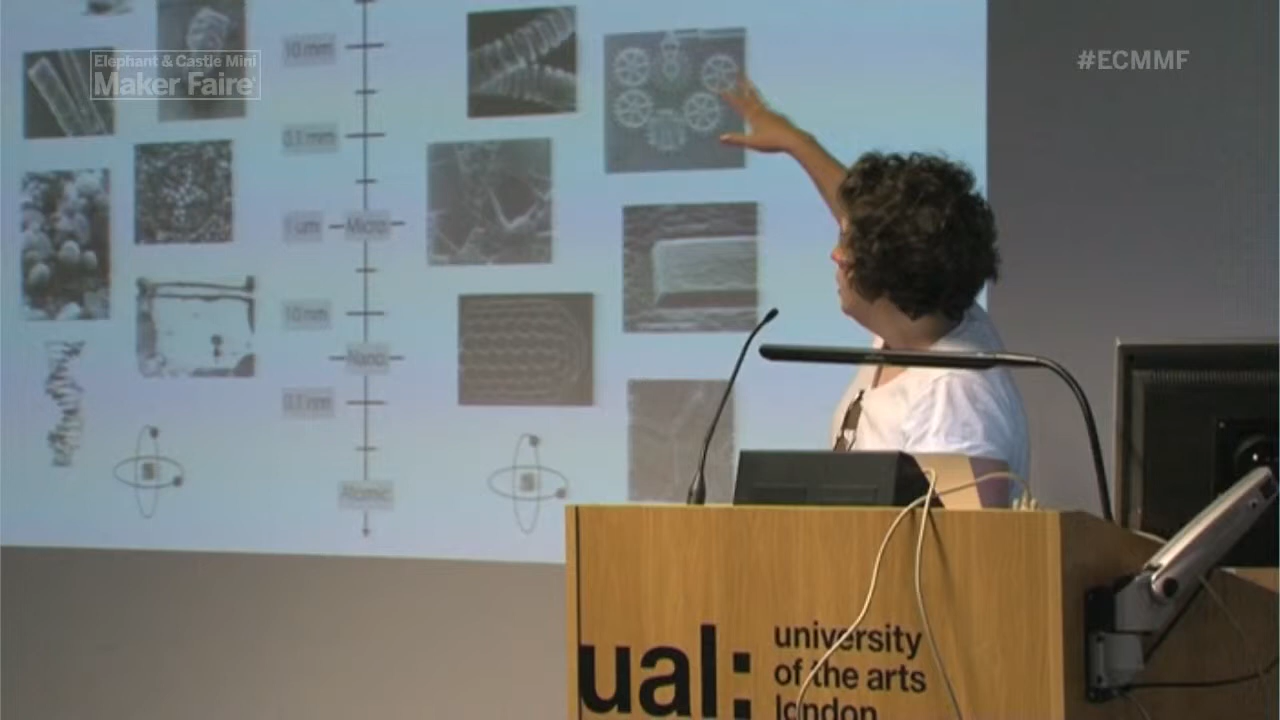 Elephant & Castle Mini
Maker Faire
#ECMMF
10 mm
0.1 mm
1 um
Micro
10 nm
Nano
0.1 nm
Atomic
ual:
university
of the arts
london